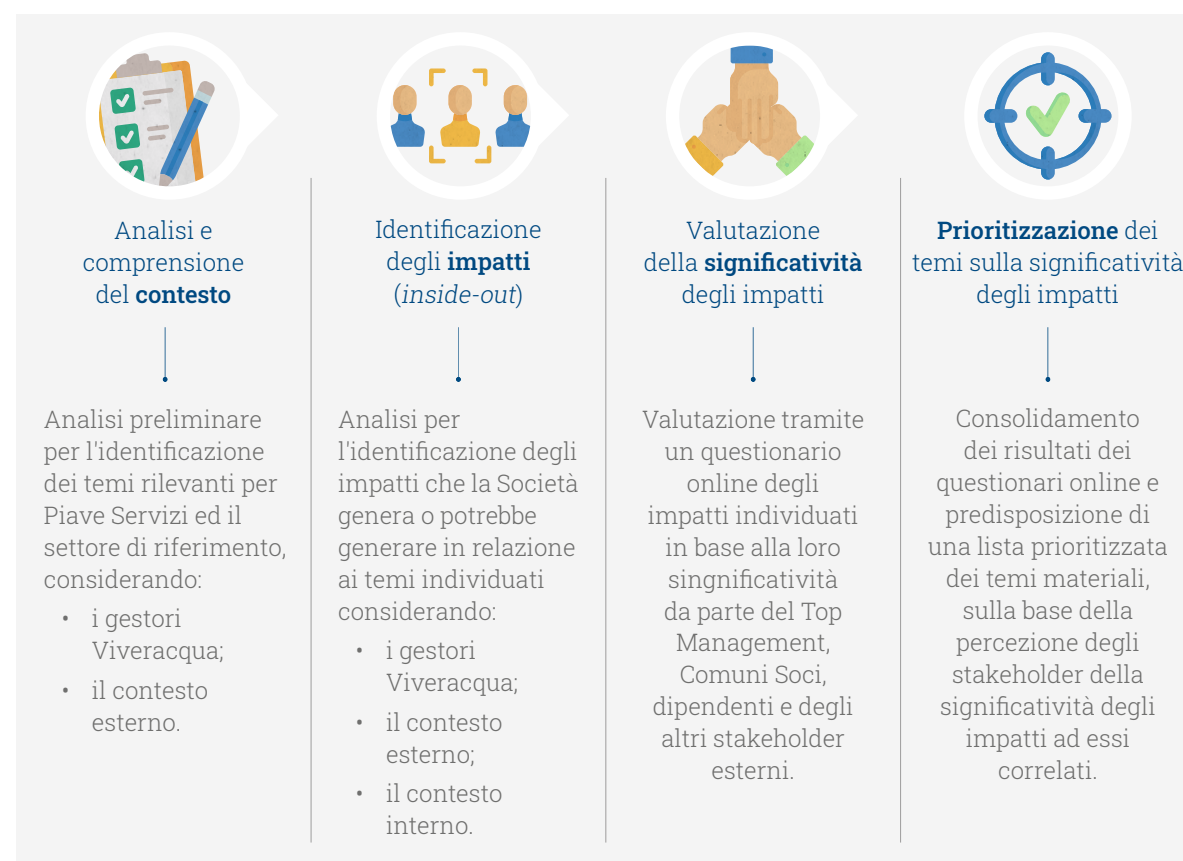 Analisi e
comprensione
del contesto
Analisi preliminare
per l'identificazione
dei temi rilevanti per
Piave Servizi ed il
settore di riferimento,
considerando:
• i gestori
Viveracqua;
• il contesto
esterno.
Identificazione
degli impatti
(inside-out)
Analisi per
l'identificazione degli
impatti che la Società
genera o potrebbe
generare in relazione
ai temi individuati
considerando:
• i gestori
Viveracqua;
• il contesto
esterno;
• il contesto
interno.
Valutazione
della significatività
degli impatti
Valutazione tramite
un questionario
online degli
impatti individuati
in base alla loro
singnificatività
da parte del Top
Management,
Comuni Soci,
dipendenti e degli
altri stakeholder
esterni.
Prioritizzazione dei
temi sulla significatività
degli impatti
Consolidamento
dei risultati dei
questionari online e
predisposizione di
una lista prioritizzata
dei temi materiali,
sulla base della
percezione degli
stakeholder della
significatività degli
impatti ad essi
correlati.